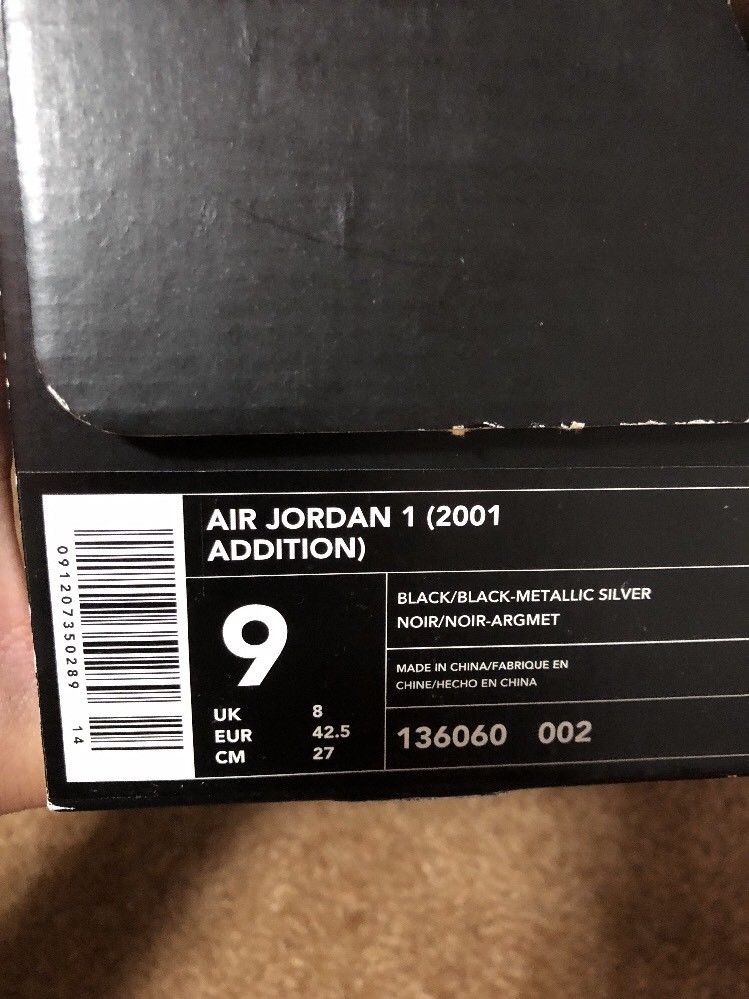 091207350289 14
AIR JORDAN 1 (2001
ADDITION)
9
UK 8
EUR 42.5
CM 27
BLACK/BLACK-METALLIC SILVER
NOIR/NOIR-ARGMET
MADE IN CHINA/FABRIQUE EN
CHINE/HECHO EN CHINA
136060 002